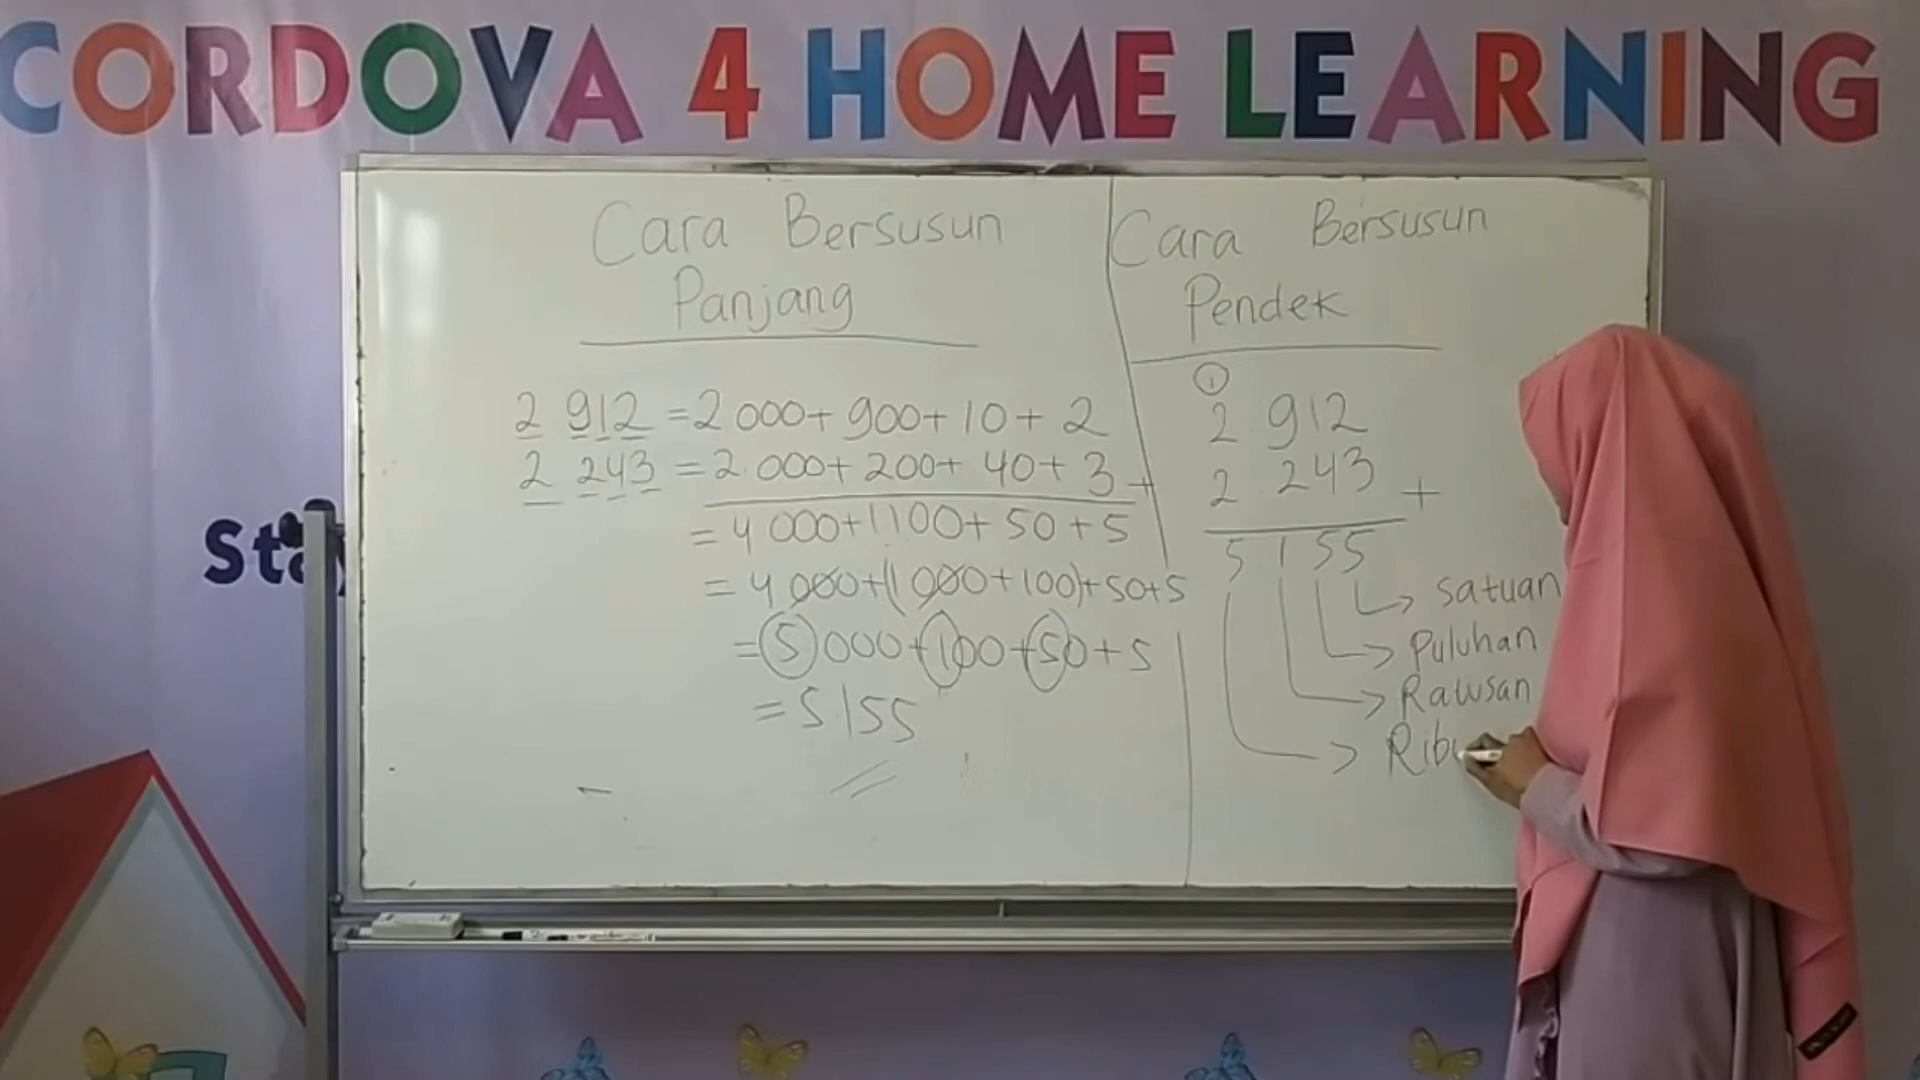 CORDOVA 4 HOME LEARNING
Cara Bersusun
Panjang
2 912 = 2 000 + 900 + 10 + 2
2 243 = 2.000 + 200 + 40 + 3 +
= 4 000 + 1100 + 50 + 5
= 4 000 + (1 000 + 100) + 50 + 5
= 5 000 + 100 + 50 + 5
= 5.155
Cara Bersusun
Pendek
1
2 912
2.243 +
5 155
satuan
Puluhan
Ratusan
Ribu